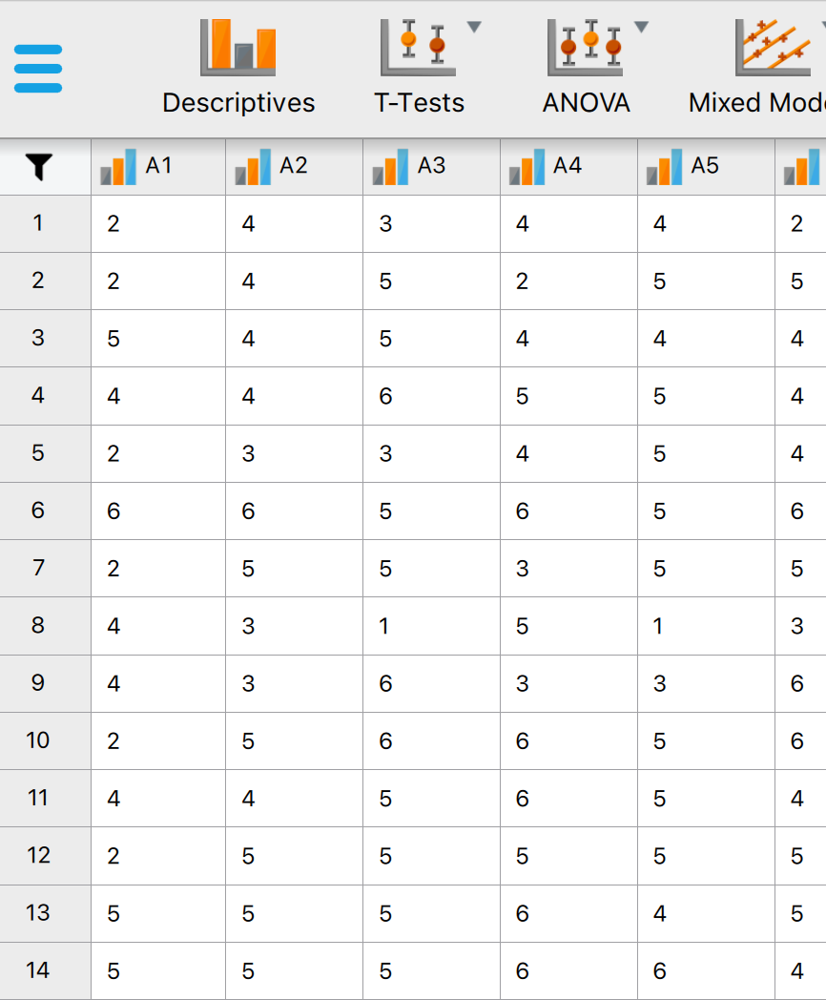 Descriptives T-Tests ANOVA Mixed Mod
A1 A2 A3 A4 A5
1 2 4 3 4 4 2
2 2 4 5 2 5 5
3 5 4 5 4 4 4
4 4 4 6 5 5 4
5 2 3 3 4 5 4
6 6 6 5 6 5 6
7 2 5 5 3 5 5
8 4 3 1 5 1 3
9 4 3 6 3 3 6
10 2 5 6 6 5 6
11 4 4 5 6 5 4
12 2 5 5 5 5 5
13 5 5 5 6 4 5
14 5 5 5 6 6 4